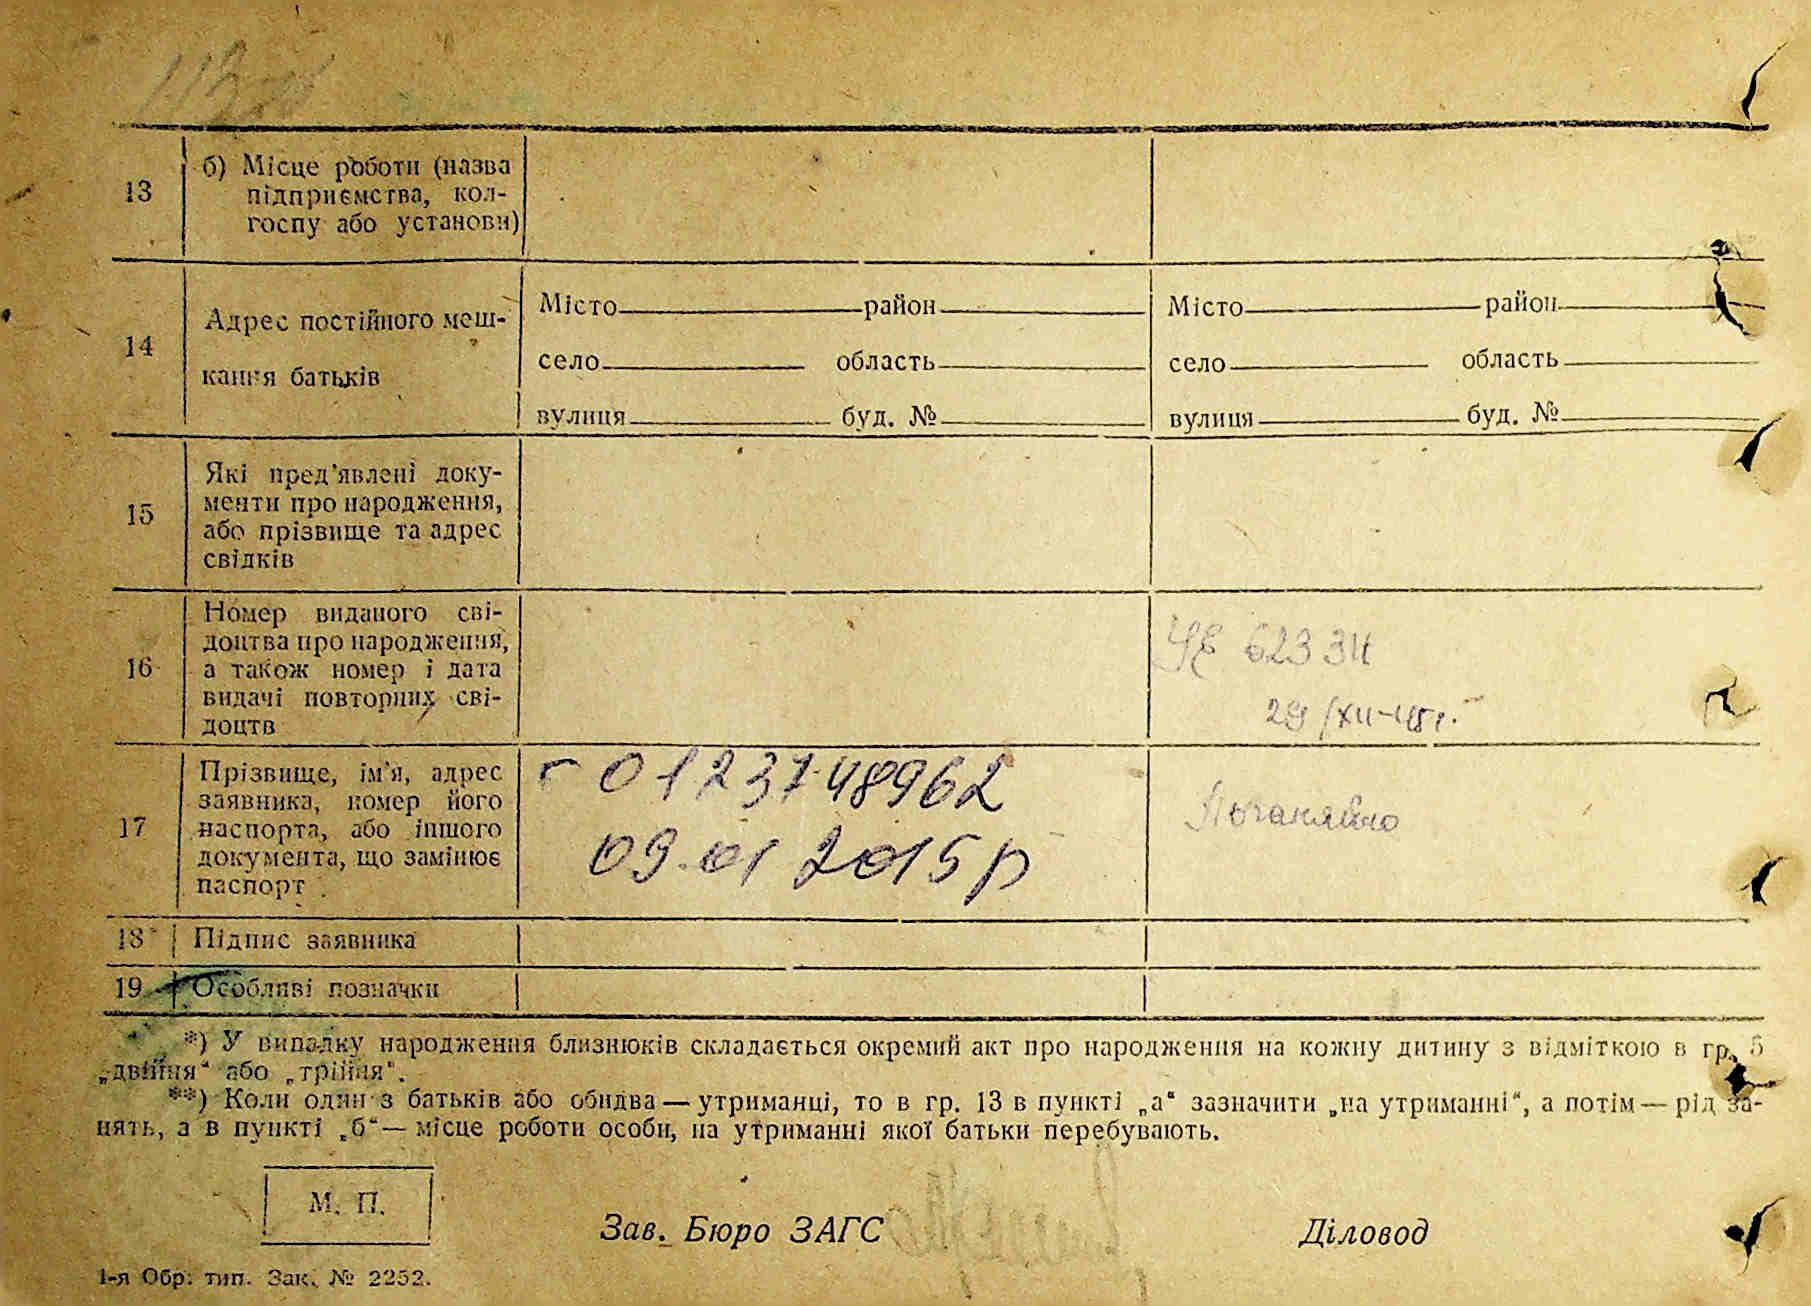 13
б) Місце роботи (назва
підприємства, кол-
госпу або установи)
14
Адрес постійного меш-
кання батьків
Місто район
село область
вулиця буд. №
Місто район
село область
вулиця буд. №
15
Які пред'явлені доку-
менти про народження,
або прізвище та адрес
свідків
16
Номер виданого сві-
доцтва про народження,
а також номер і дата
видачі повторних сві-
доцтв
29/XII-45г.
17
Прізвище, ім'я, адрес
заявника, номер його
паспорта, або іншого
документа, що замінює
паспорт
г 0123748962
09.01 2015р
18 Підпис заявника
19 Особливі позначки
*) У випадку народження близнюків складається окремий акт про народження на кожну дитину з відміткою в гр. 5
„двійня“ або „трійня“.
**) Коли один з батьків або обидва — утриманці, то в гр. 13 в пункті „а“ зазначити „на утриманні“, а потім — рід за-
нять, а в пункті „б“ — місце роботи особи, на утриманні якої батьки перебувають.
М. П.
Зав. Бюро ЗАГС
Діловод
1-я Обр. тип. Зак. № 2252.